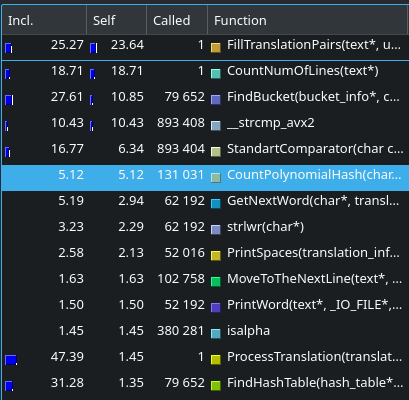 Incl. Self Called Function
25.27 23.64 1 FillTranslationPairs(text*, u...
18.71 18.71 1 CountNumOfLines(text*)
27.61 10.85 79 652 FindBucket(bucket_info*, c...
10.43 10.43 893 408 __strcmp_avx2
16.77 6.34 893 404 StandartComparator(char c...
5.12 5.12 131 031 CountPolynomialHash(char...
5.19 2.94 62 192 GetNextWord(char*, transl...
3.23 2.29 62 192 strlwr(char*)
2.58 2.13 52 016 PrintSpaces(translation_inf...
1.63 1.63 102 758 MoveToTheNextLine(text*, ...
1.50 1.50 52 192 PrintWord(text*, _IO_FILE*,...
1.45 1.45 380 281 isalpha
47.39 1.45 1 ProcessTranslation(translat...
31.28 1.35 79 652 FindHashTable(hash_table*...